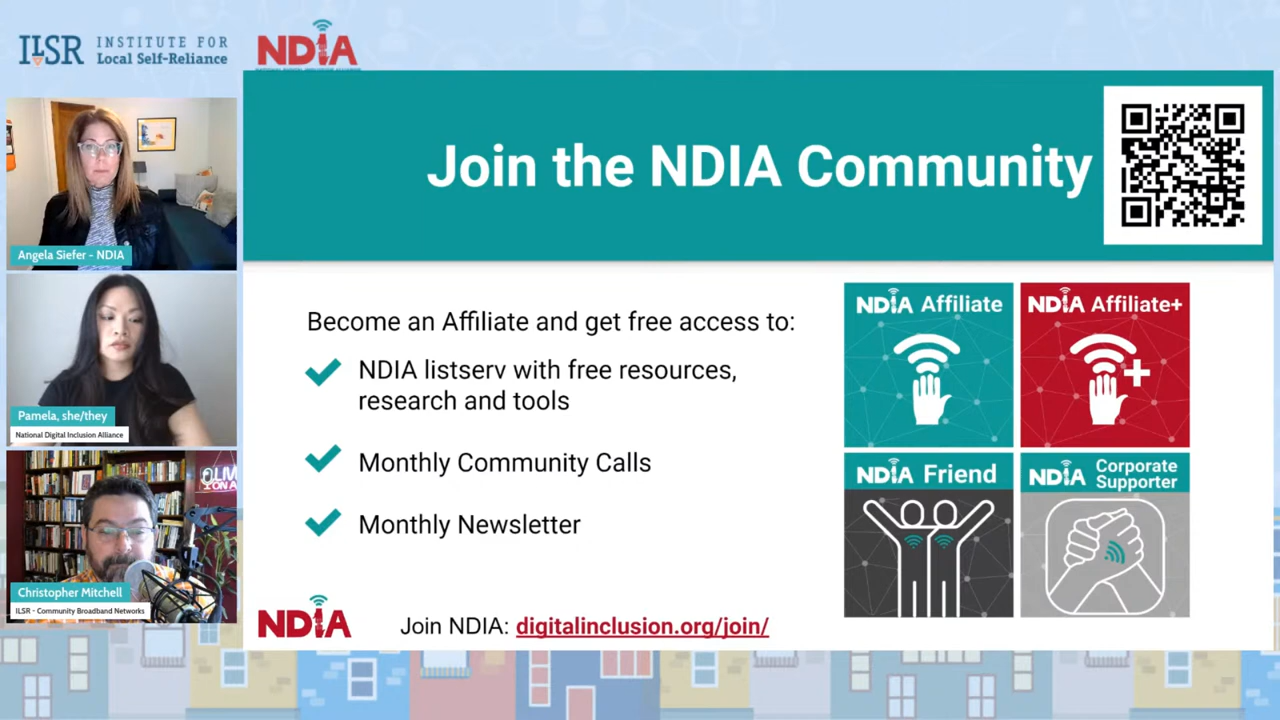 ILSR
INSTITUTE FOR
Local Self-Reliance
NDIA
Angela Siefer - NDIA
Pamela, she/they
National Digital Inclusion Alliance
Christopher Mitchell
ILSR - Community Broadband Networks
Join the NDIA Community
Become an Affiliate and get free access to:
NDIA listserv with free resources,
research and tools
Monthly Community Calls
Monthly Newsletter
NDIA Affiliate
NDIA Affiliate+
NDIA Friend
NDIA Corporate
Supporter
NDIA
Join NDIA: digitalinclusion.org/join/